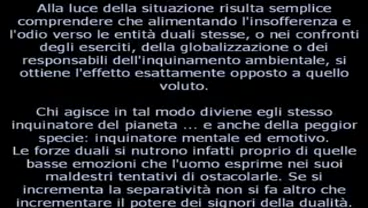 Alla luce della situazione risulta semplice
comprendere che alimentando l'insofferenza e
l'odio verso le entità duali stesse, o nei confronti
degli eserciti, della globalizzazione o dei
responsabili dell'inquinamento ambientale, si
ottiene l'effetto esattamente opposto a quello
voluto.

Chi agisce in tal modo diviene egli stesso
inquinatore del pianeta ... e anche della peggior
specie: inquinatore mentale ed emotivo.
Le forze duali si nutrono infatti proprio di quelle
basse emozioni che l'uomo esprime nei suoi
maldestri tentativi di ostacolarle. Se si
incrementa la separatività non si fa altro che
incrementare il potere dei signori della dualità.